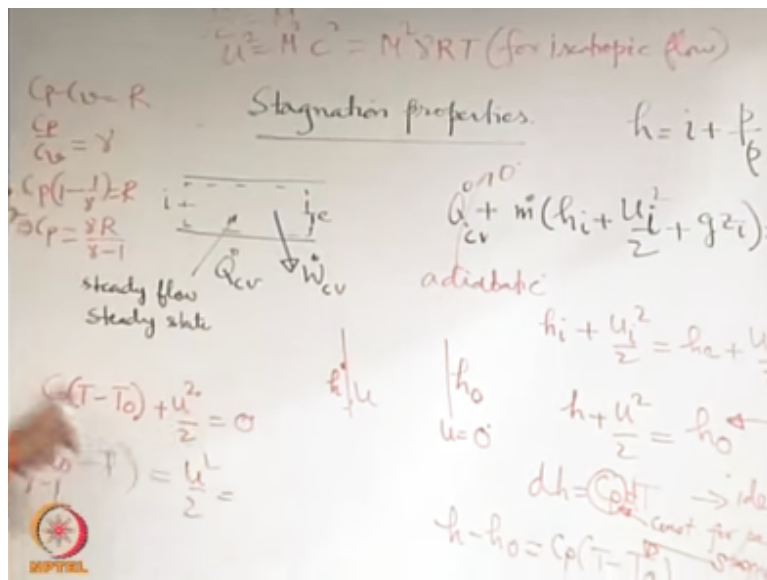 u² = M² C² = M² γRT (for isentropic flow)
Cp-Cv = R
Stagnation properties.
h = i + p/ρ
Cp/Cv = γ
Cp(1-1/γ)=R
⇒ Cp = γR/γ-1
i
e
Q̇cv
Ẇcv
steady flow
steady state
Q̇cv + ṁ(hi + ui²/2 + gzi) =
adiabatic
hi + ui²/2 = he + u
(T-T0) + u²/2 = 0
h u
h0
u=0
h + u²/2 = h0
- T) = u²/2 =
γ-1
dh = CpdT →
const for
h-h0 = Cp(T-T0)
NPTEL